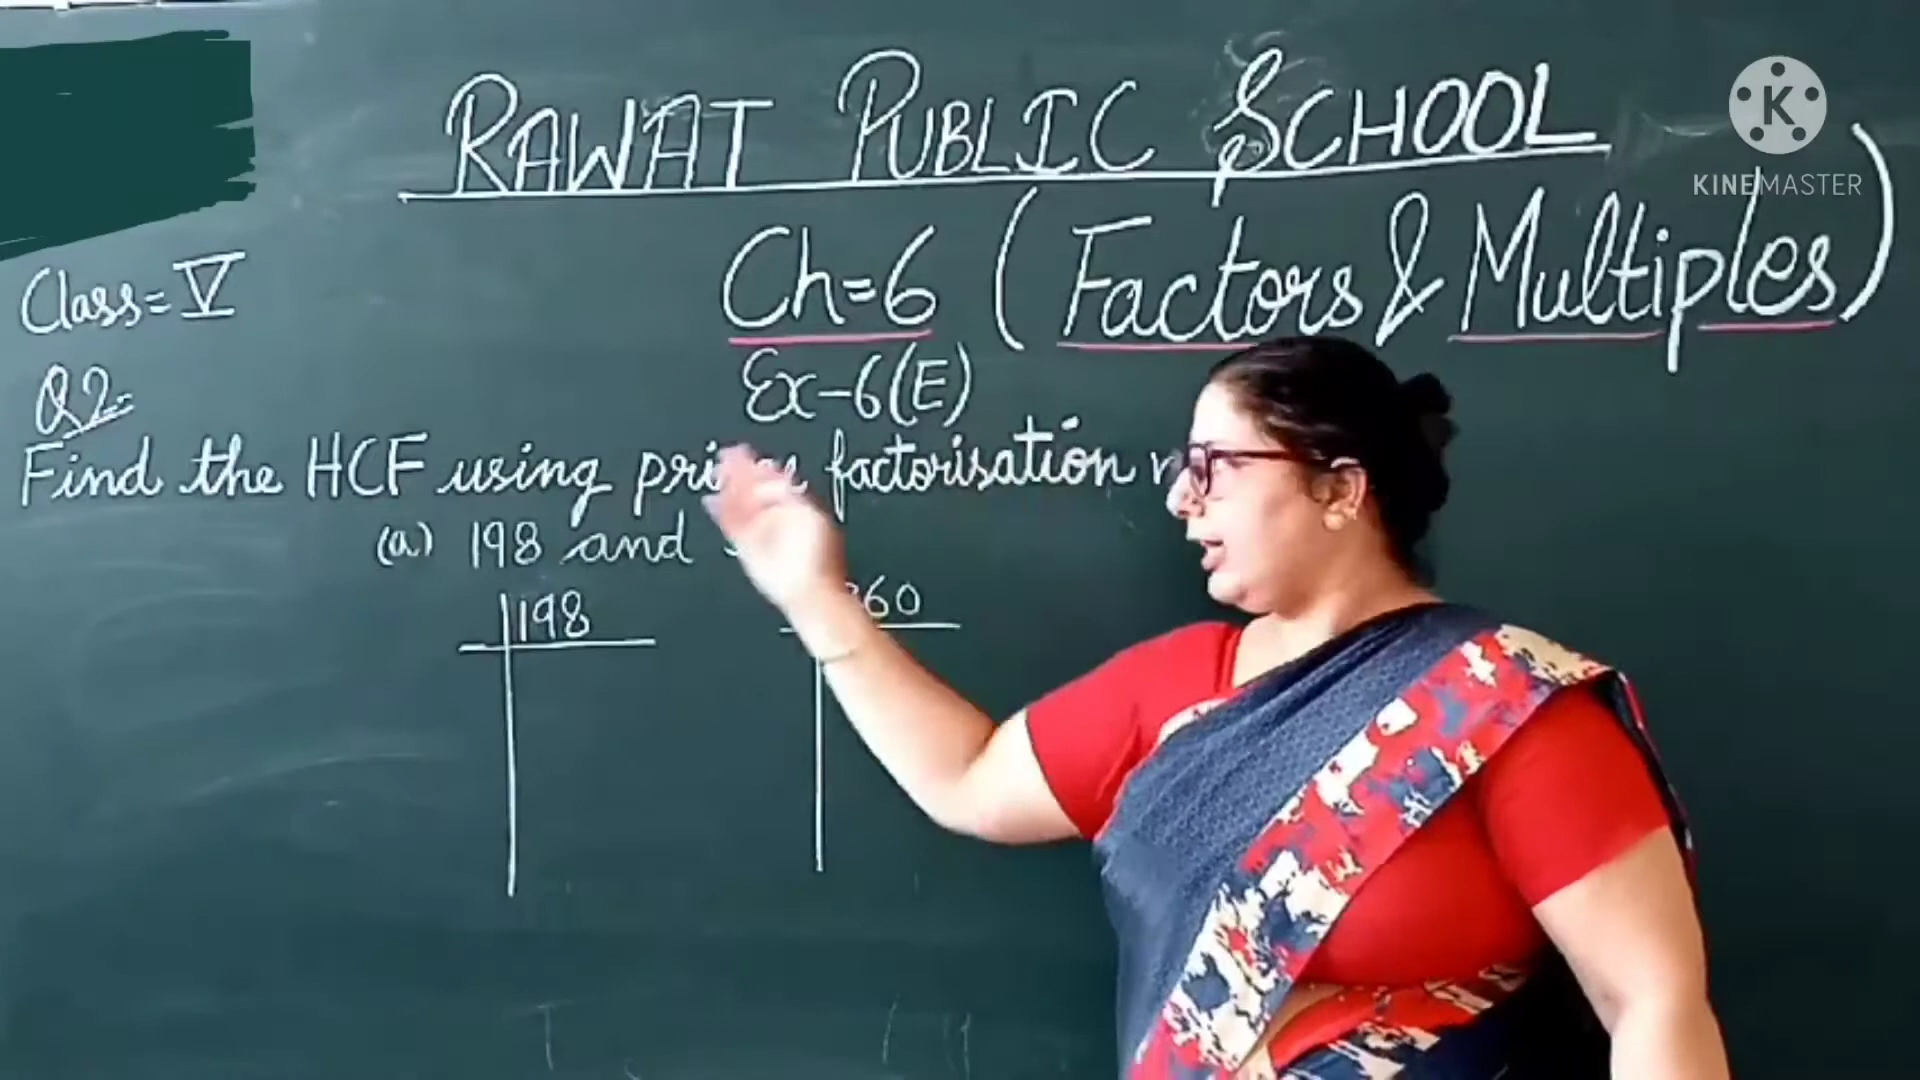 RAWAT PUBLIC SCHOOL
K
KINEMASTER
Class=V
Ch=6 (Factors & Multiples)
Q2=
Ex-6(E)
Find the HCF using factorisation
(a) 198 and
198